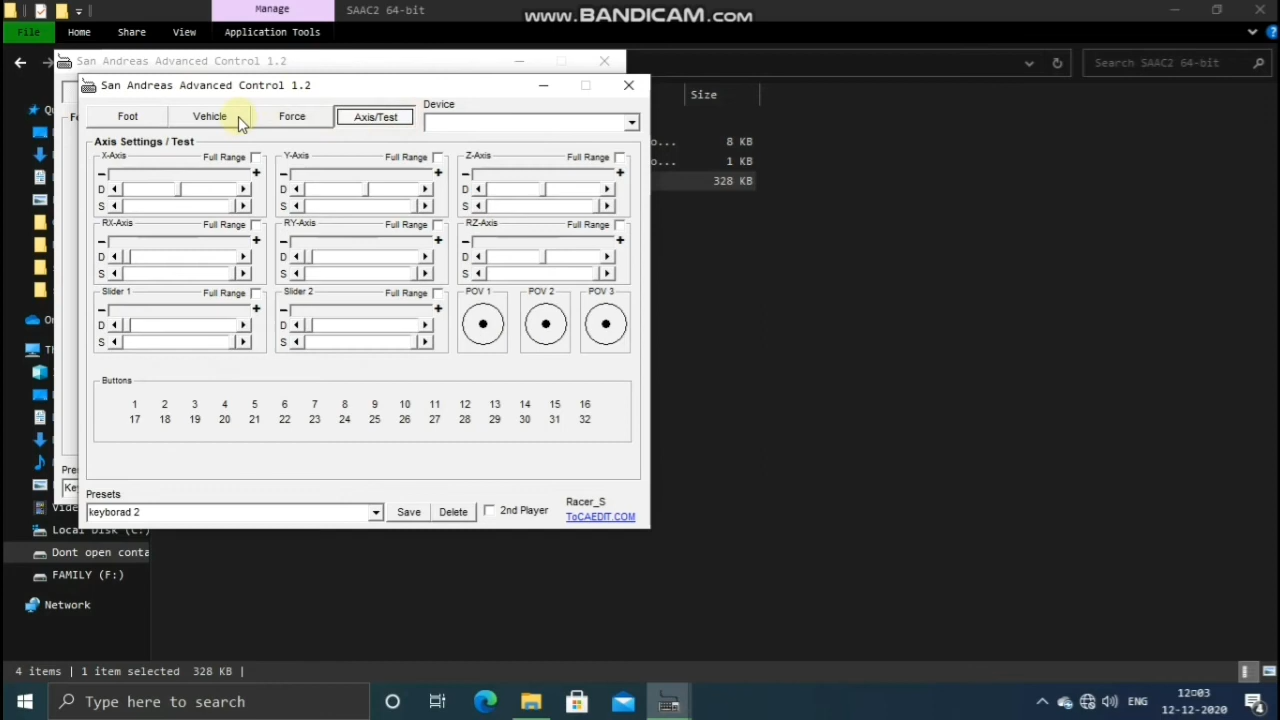 Manage
SAAC2 64-bit
www.BANDICAM.com
File
Home
Share
View
Application Tools
San Andreas Advanced Control 1.2
Search SAAC2 64-bit
San Andreas Advanced Control 1.2
Size
Foot
Vehicle
Force
Axis/Test
Device
Axis Settings / Test
X-Axis Full Range
Y-Axis Full Range
Z-Axis Full Range
D
D
D
S
S
S
RX-Axis Full Range
RY-Axis Full Range
RZ-Axis Full Range
D
D
D
S
S
S
Slider 1 Full Range
Slider 2 Full Range
POV 1
POV 2
POV 3
D
D
S
S
o... 8 KB
o... 1 KB
328 KB
Buttons
1 2 3 4 5 6 7 8 9 10 11 12 13 14 15 16
17 18 19 20 21 22 23 24 25 26 27 28 29 30 31 32
Presets
keyborad 2
Save
Delete
2nd Player
Racer_S
ToCAEDIT.COM
Local Disk (C:)
Dont open conta
FAMILY (F:)
Network
4 items
1 item selected 328 KB
Type here to search
ENG
12:03
12-12-2020
4